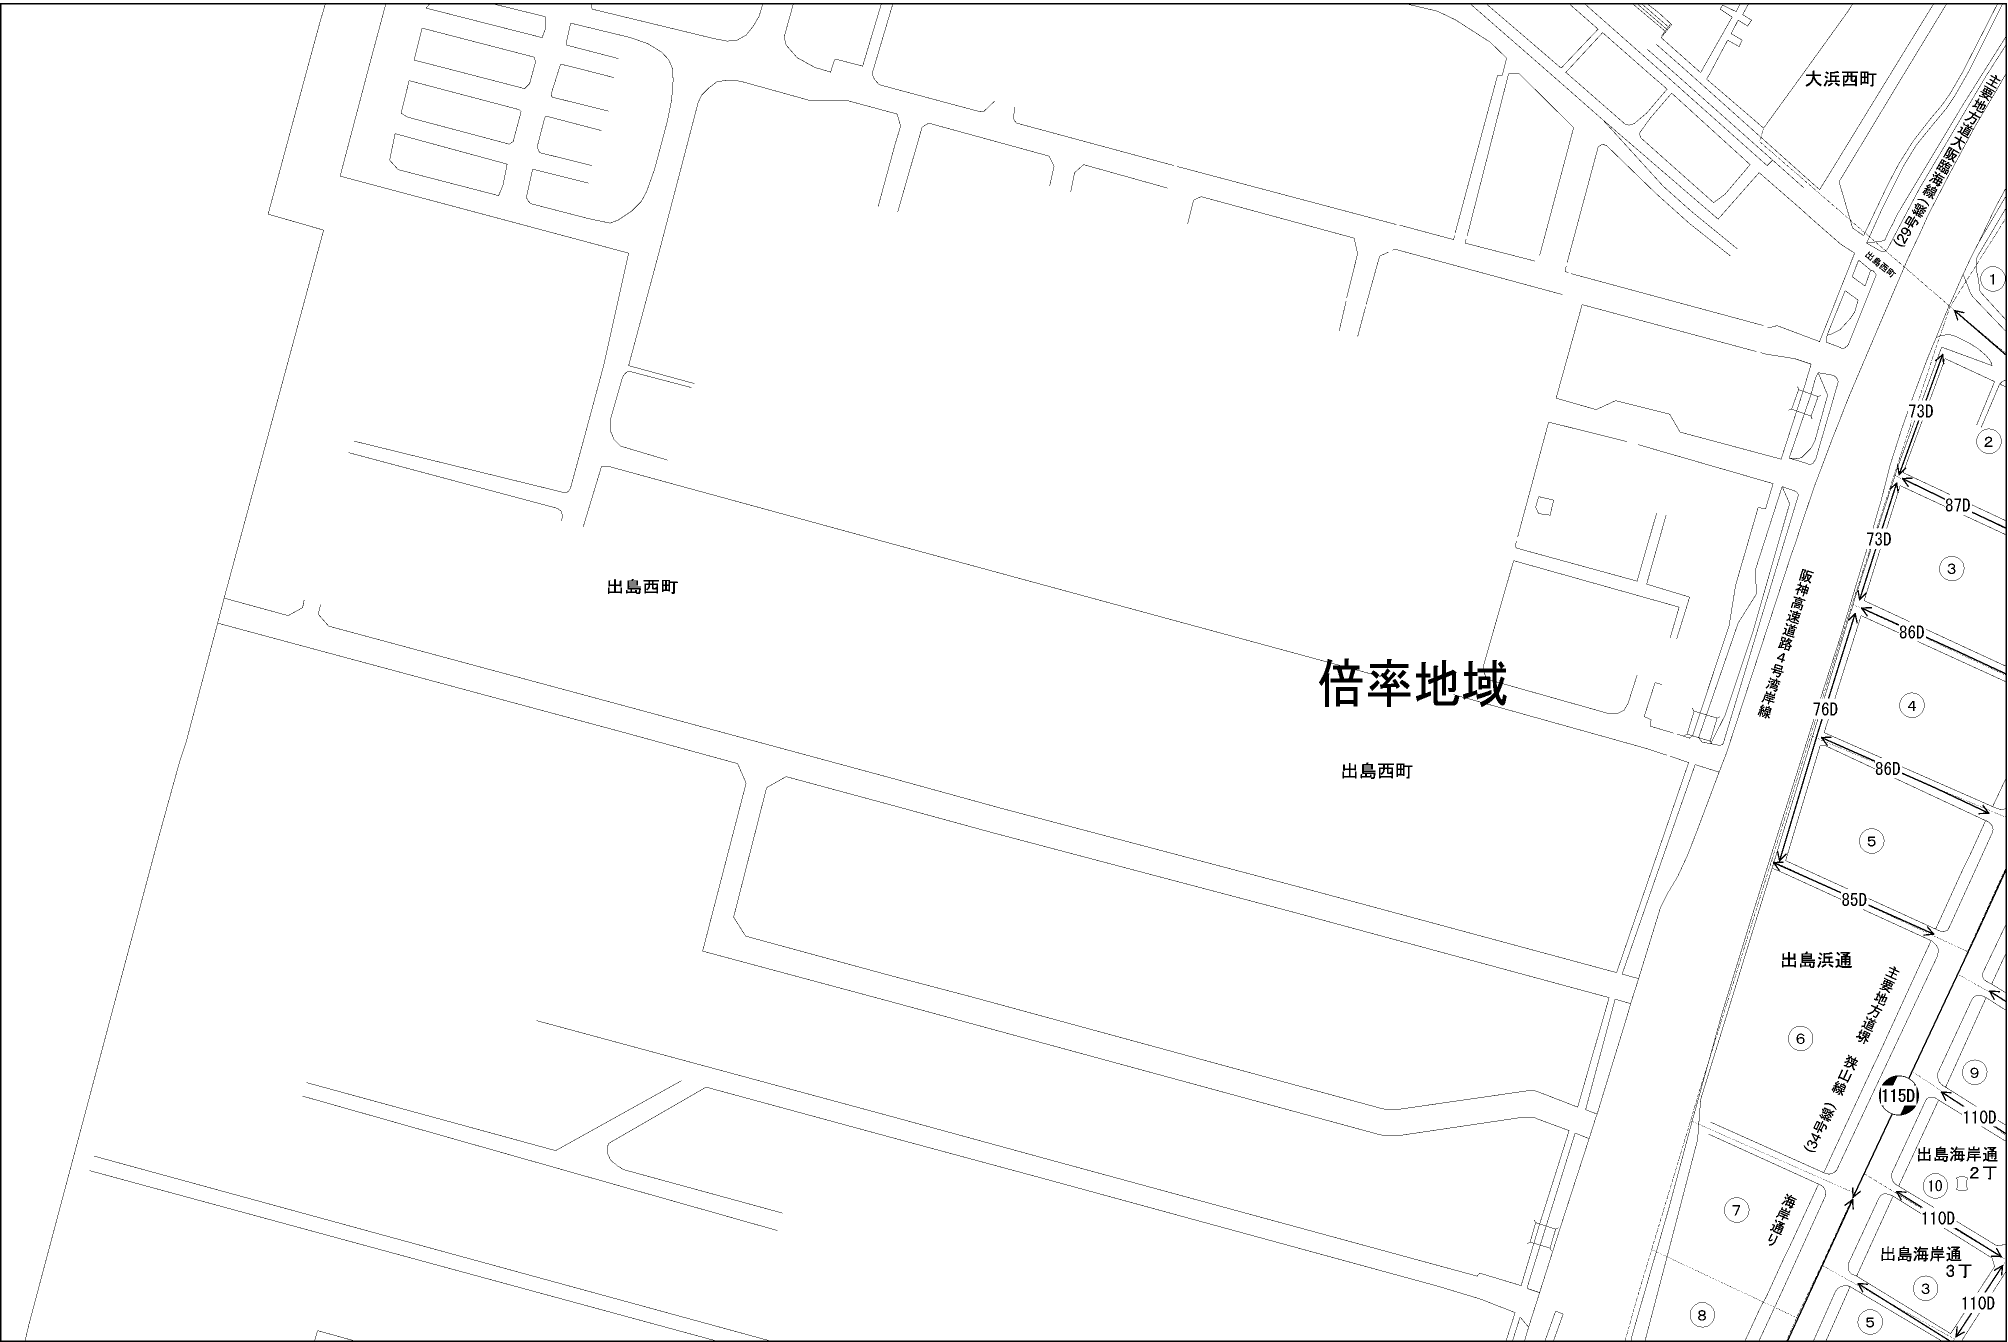 大浜西町
主要地方道大阪臨海線
(29号線)
出島西町
①
73D
②
87D
73D
③
86D
阪神高速道路4号湾岸線
出島西町
倍率地域
76D
④
86D
出島西町
⑤
85D
出島浜通
主要地方道堺　狭山線
(34号線)
⑥
⑨
115D
110D
出島海岸通
2丁
⑩
⑦
海岸通り
110D
出島海岸通
3丁
③
110D
⑧
⑤